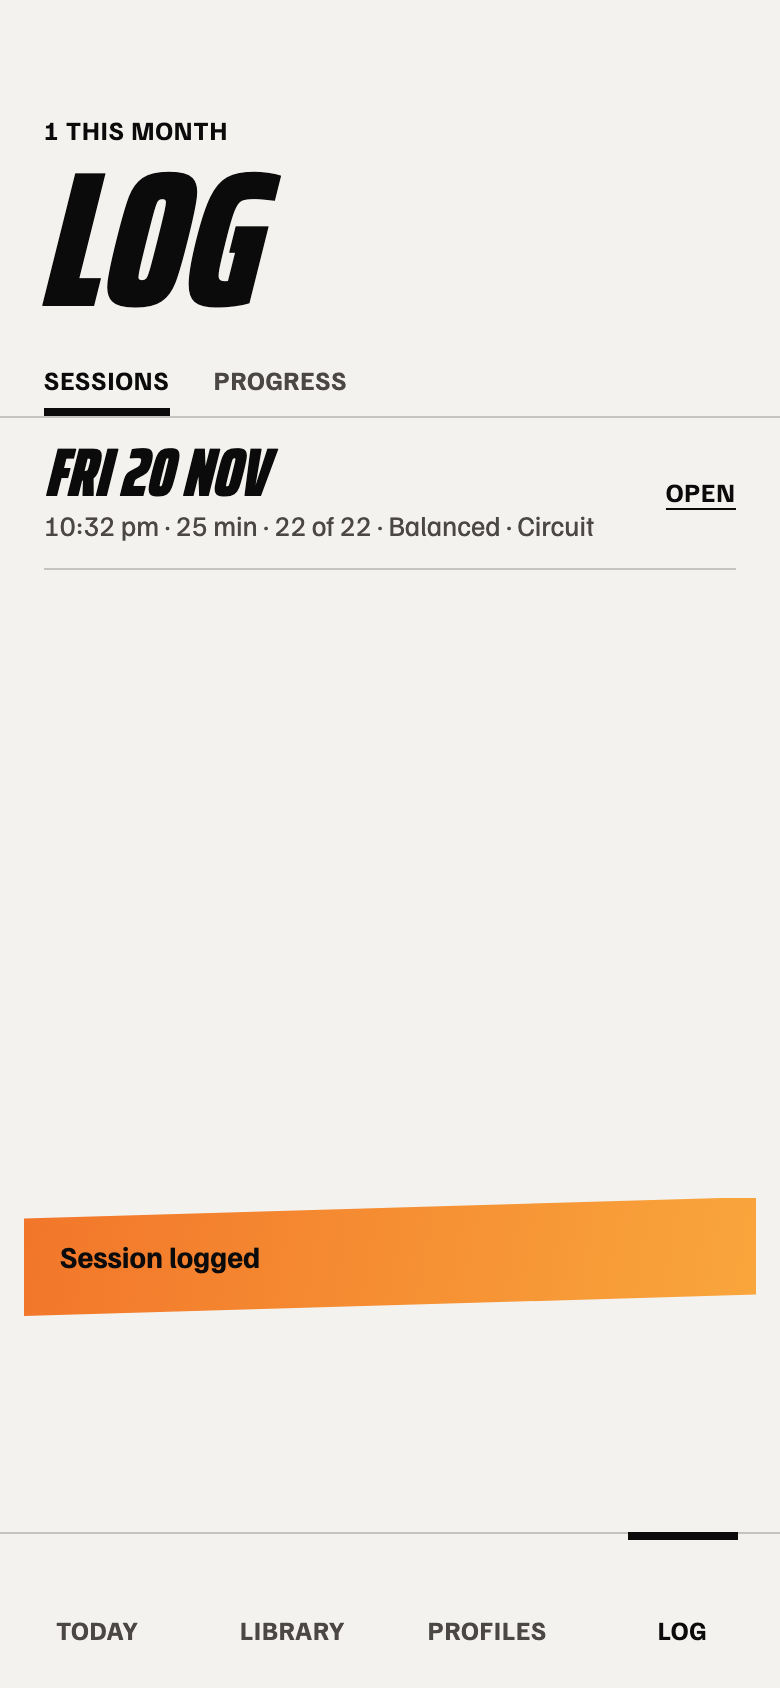 1 THIS MONTH
LOG
SESSIONS PROGRESS
FRI 20 NOV
OPEN
10:32 pm · 25 min · 22 of 22 · Balanced · Circuit
Session logged
TODAY LIBRARY PROFILES LOG